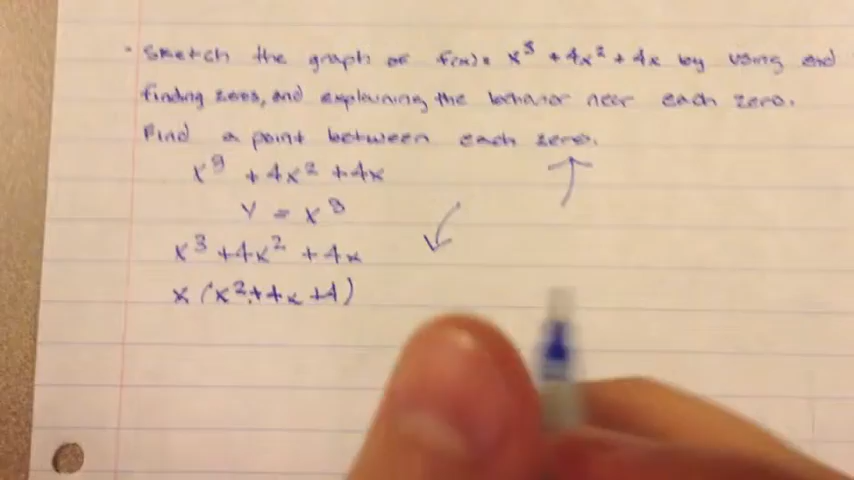 • Sketch the graph of f(x)= x³ + 4x² + 4x by using end
finding zeros, and explaining the behavior near each zero.
Find a point between each zero.
x³ + 4x² + 4x
y = x³
x³ + 4x² + 4x
x (x² + 4x + 4)